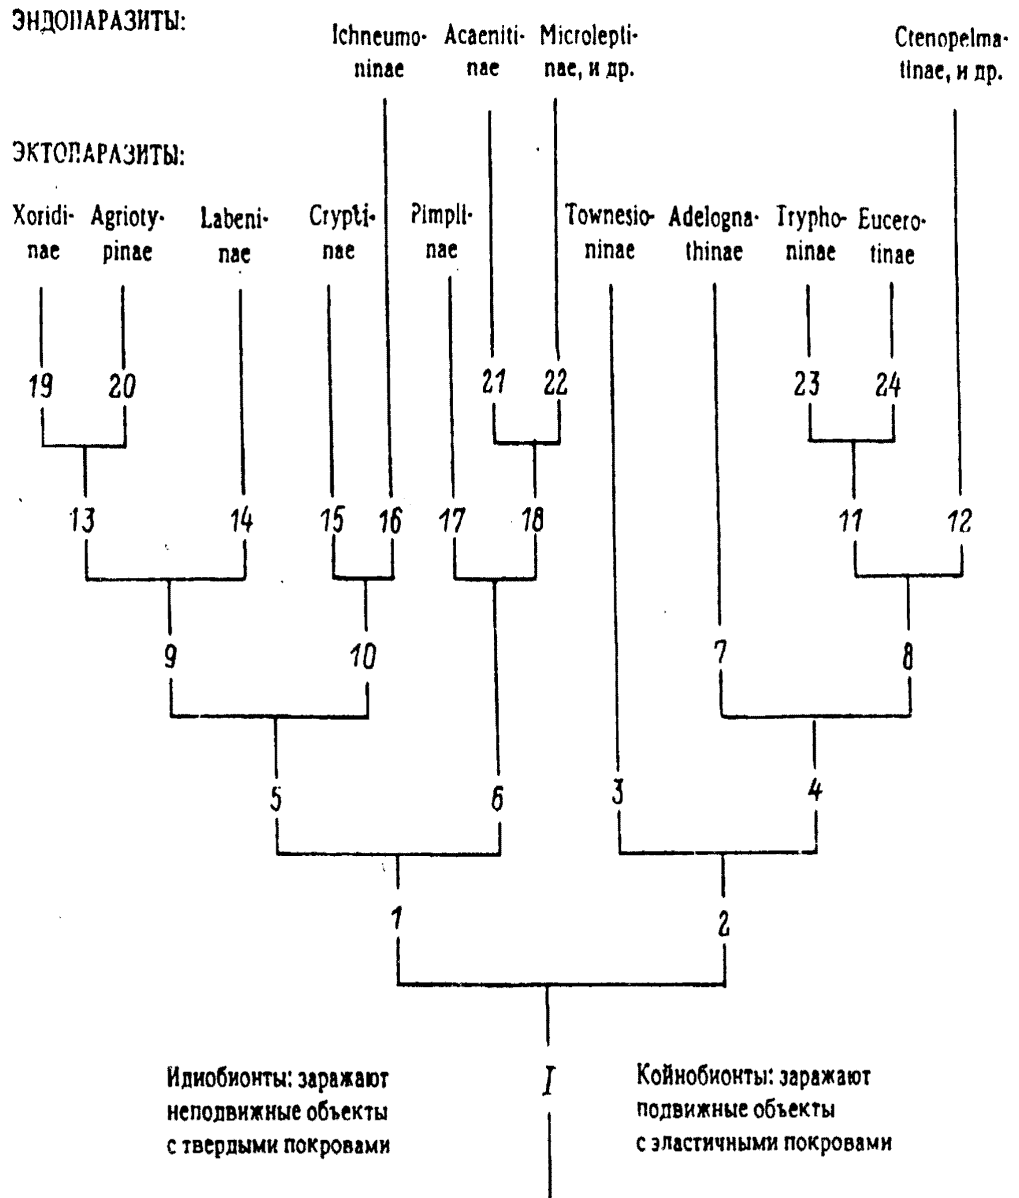 ЭНДОПАРАЗИТЫ:
Ichneumo-
ninae
Acaeniti-
nae
Microlepti-
nae, и др.
Ctenopelma-
tinae, и др.
ЭКТОПАРАЗИТЫ:
Xoridi-
nae
Agrioty-
pinae
Labeni-
nae
Crypti-
nae
Pimpli-
nae
Townesio-
ninae
Adelogna-
thinae
Trypho-
ninae
Eucero-
tinae
19 20 21 22 23 24
13 14 15 16 17 18 11 12
9 10 7 8
5 6 3 4
1 2
I
Идиобионты: заражают
неподвижные объекты
с твердыми покровами
Койнобионты: заражают
подвижные объекты
с эластичными покровами